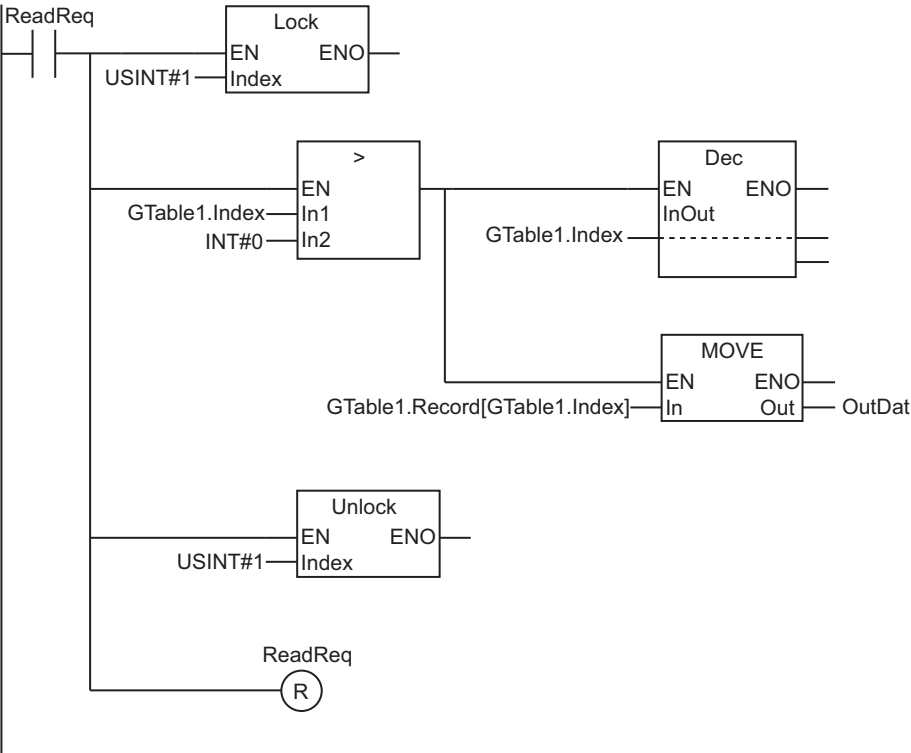 ReadReq
Lock
EN ENO
USINT#1 Index
>
EN
GTable1.Index In1
INT#0 In2
Dec
EN ENO
InOut
GTable1.Index
MOVE
EN ENO
GTable1.Record[GTable1.Index] In Out OutDat
Unlock
EN ENO
USINT#1 Index
ReadReq
R